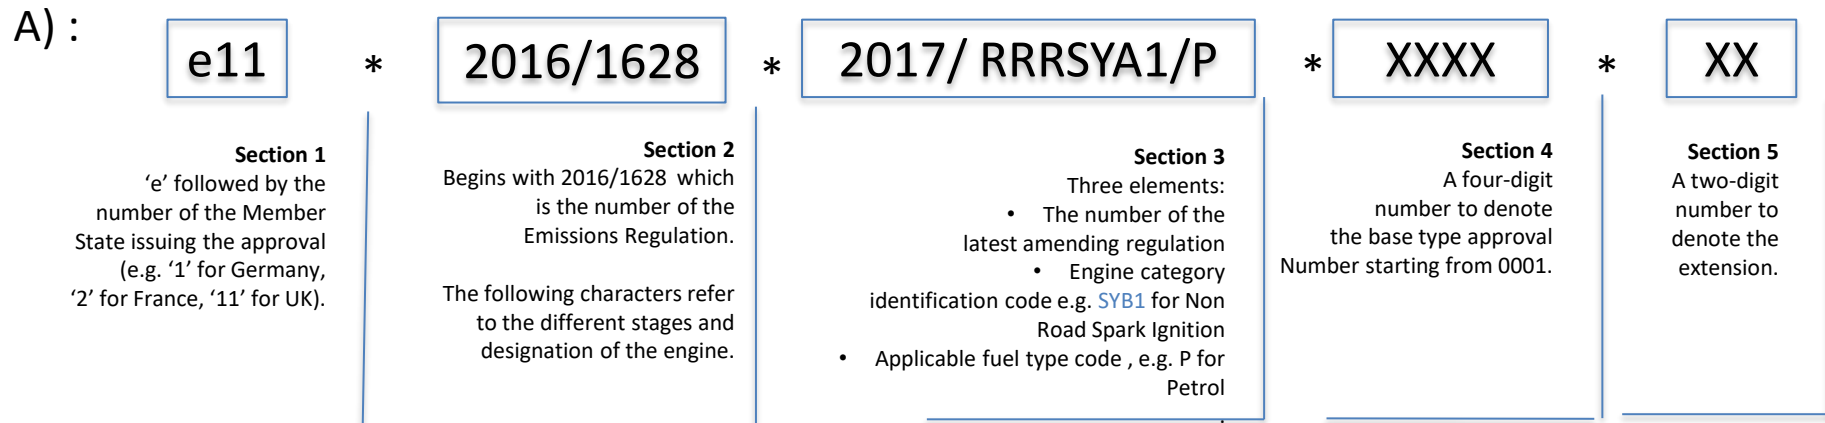 A) :
e11 * 2016/1628 * 2017/ RRRSYA1/P * XXXX * XX
Section 1
‘e’ followed by the
number of the Member
State issuing the approval
(e.g. ‘1’ for Germany,
‘2’ for France, ‘11’ for UK).
Section 2
Begins with 2016/1628 which
is the number of the
Emissions Regulation.
The following characters refer
to the different stages and
designation of the engine.
Section 3
Three elements:
• The number of the
latest amending regulation
• Engine category
identification code e.g. SYB1 for Non
Road Spark Ignition
• Applicable fuel type code , e.g. P for
Petrol
Section 4
A four-digit
number to denote
the base type approval
Number starting from 0001.
Section 5
A two-digit
number to
denote the
extension.